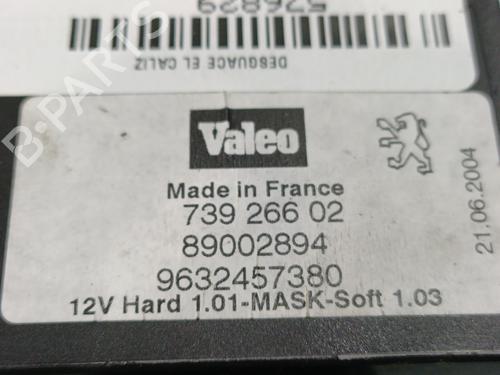 576829
DESGUACE EL CALIZ
B-PARTS
Valeo
Made in France
739 266 02
89002894
9632457380
12V Hard 1.01-MASK-Soft 1.03
21.06.2004